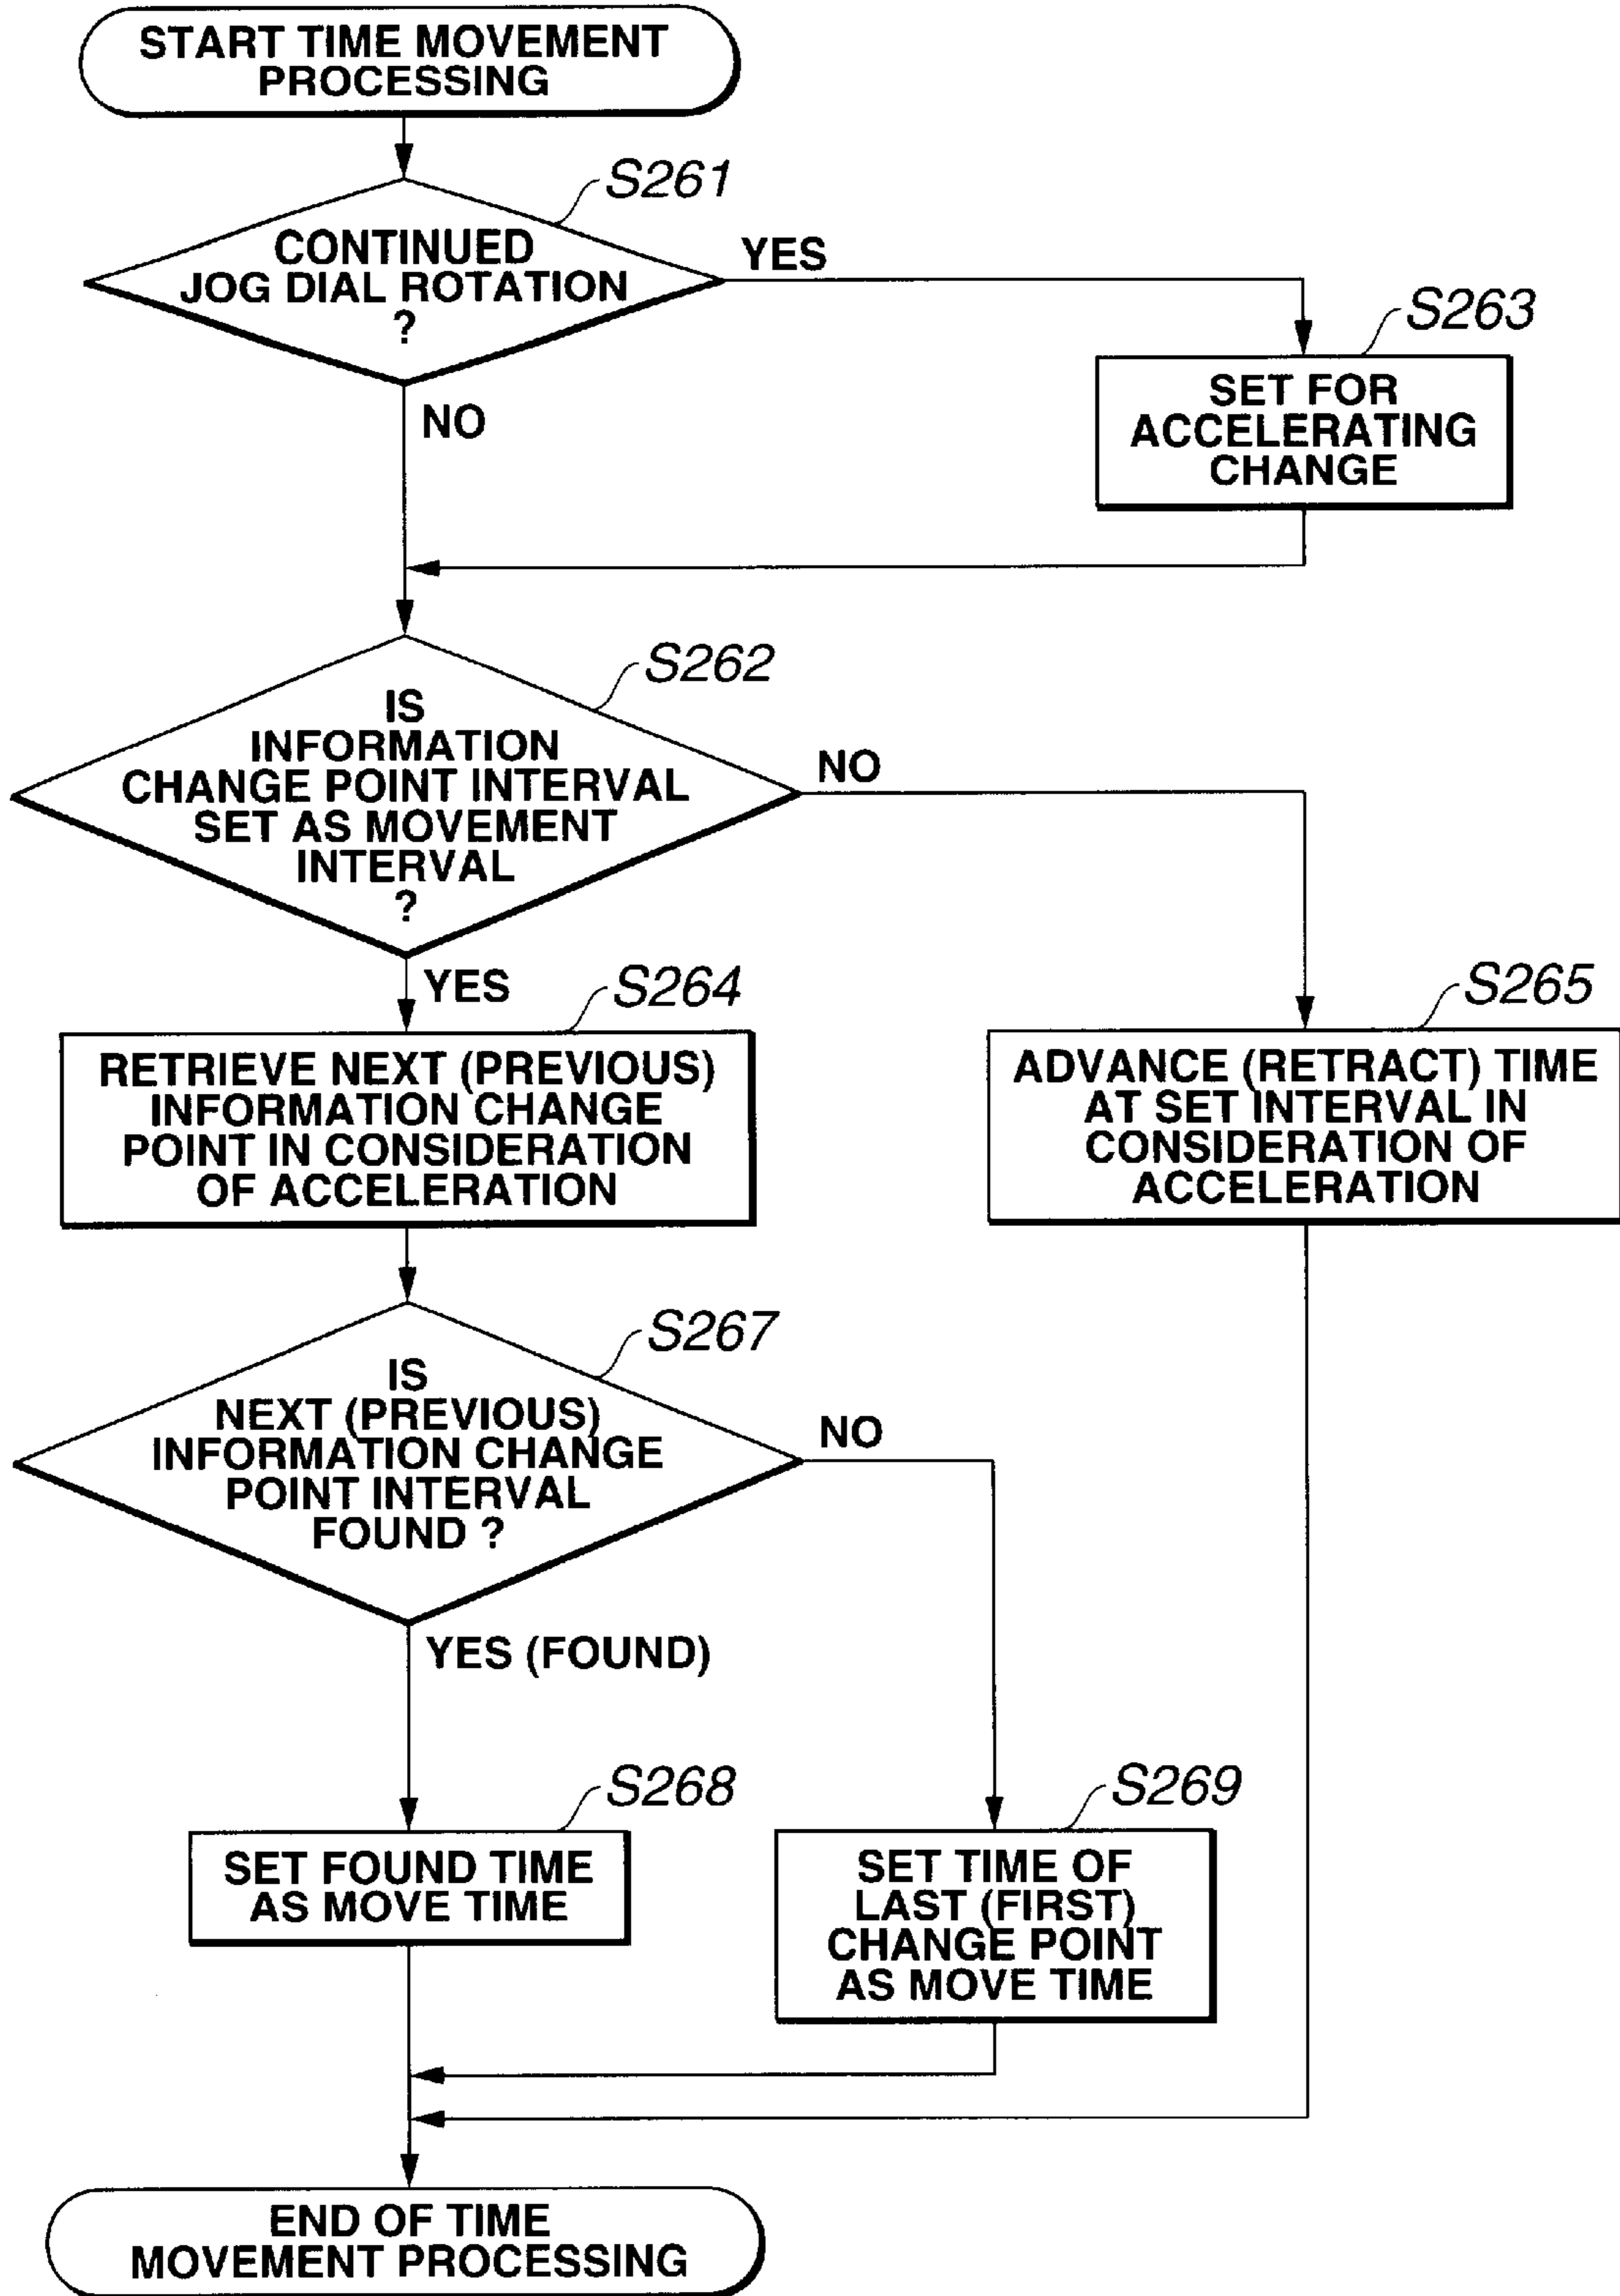 START TIME MOVEMENT
PROCESSING
S261
CONTINUED
JOG DIAL ROTATION
?
YES
NO
S263
SET FOR
ACCELERATING
CHANGE
S262
IS
INFORMATION
CHANGE POINT INTERVAL
SET AS MOVEMENT
INTERVAL
?
NO
YES
S264
RETRIEVE NEXT (PREVIOUS)
INFORMATION CHANGE
POINT IN CONSIDERATION
OF ACCELERATION
S265
ADVANCE (RETRACT) TIME
AT SET INTERVAL IN
CONSIDERATION OF
ACCELERATION
S267
IS
NEXT (PREVIOUS)
INFORMATION CHANGE
POINT INTERVAL
FOUND ?
NO
YES (FOUND)
S268
SET FOUND TIME
AS MOVE TIME
S269
SET TIME OF
LAST (FIRST)
CHANGE POINT
AS MOVE TIME
END OF TIME
MOVEMENT PROCESSING